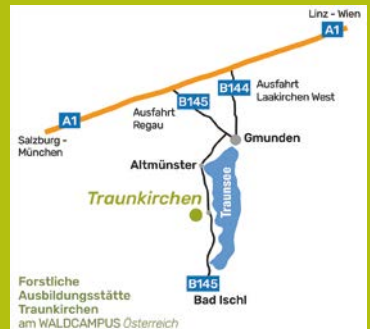 Linz - Wien
A1
B144
B145
Ausfahrt
Laakirchen West
Ausfahrt
Regau
A1
Salzburg -
München
Gmunden
Altmünster
Traunsee
Traunkirchen
B145
Bad Ischl
Forstliche
Ausbildungsstätte
Traunkirchen
am WALDCAMPUS Österreich